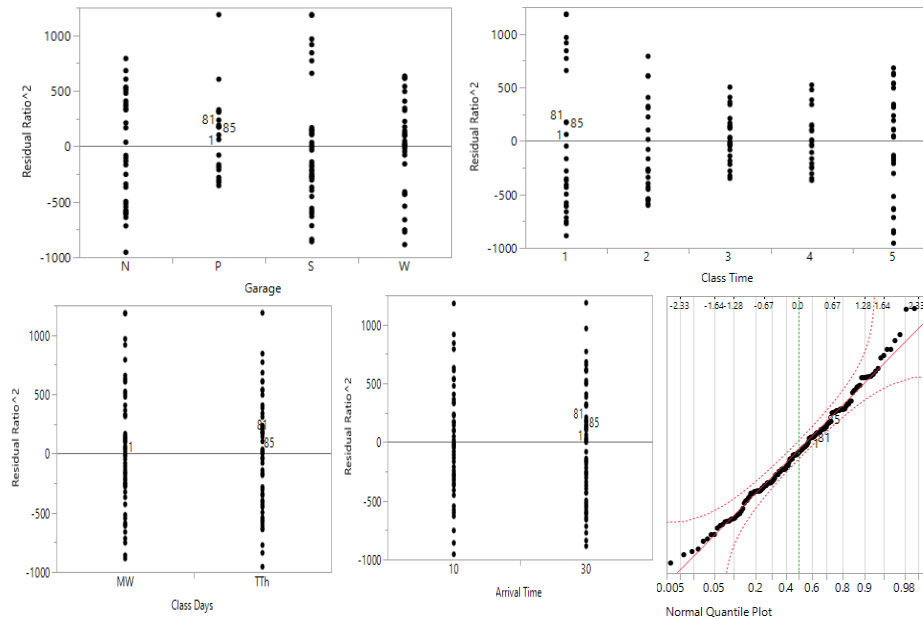 1000
500
0
-500
-1000
Residual Ratio^2
81
85
1
N P S W
Garage
1000
500
0
-500
-1000
Residual Ratio^2
81
85
1
1 2 3 4 5
Class Time
1000
500
0
-500
-1000
Residual Ratio^2
1
81
85
MW TTh
Class Days
1000
500
0
-500
-1000
Residual Ratio^2
81
85
1
10 30
Arrival Time
-2.33 -1.64 -1.28 -0.67 0.0 0.67 1.28 1.64 2.33
85
81
1
0.005 0.05 0.2 0.4 0.6 0.8 0.9 0.98
Normal Quantile Plot